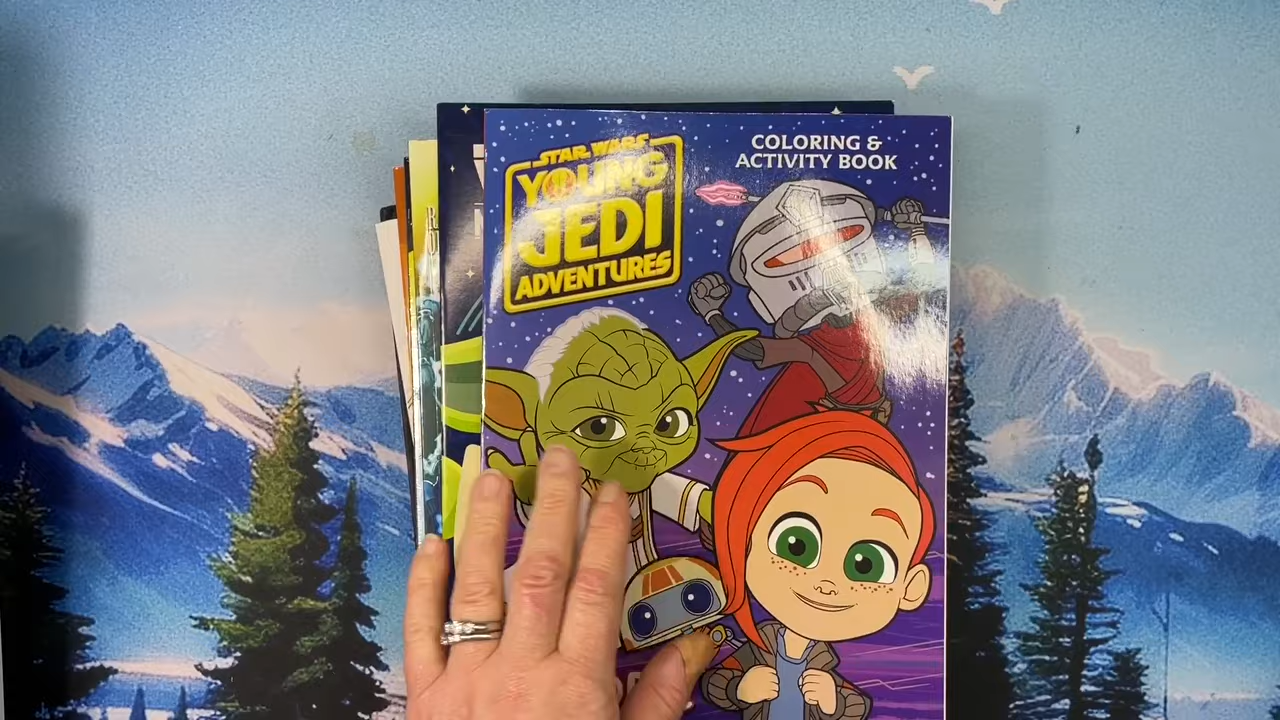 STAR WARS
YOUNG
JEDI
ADVENTURES
COLORING &
ACTIVITY BOOK